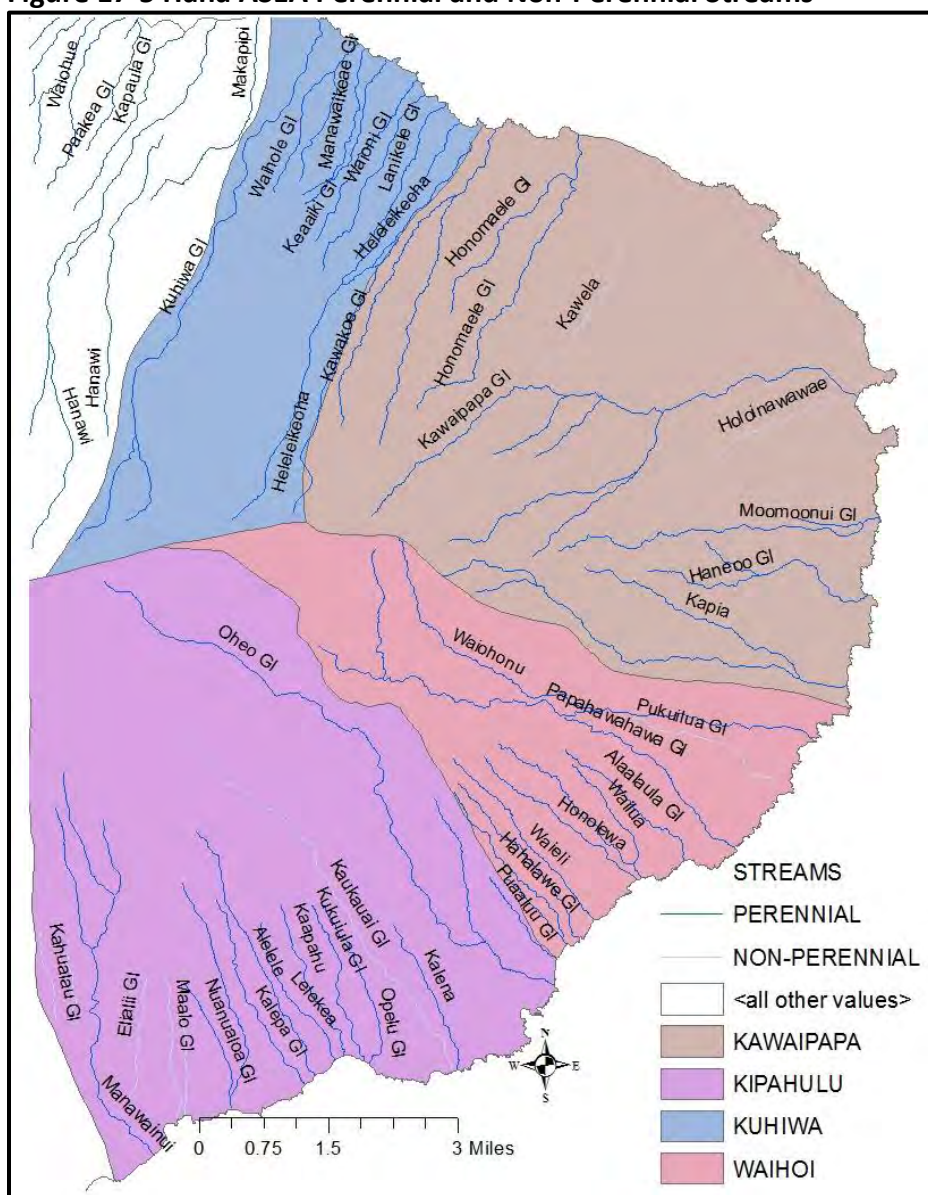 Figure 17-3 Hana ASEA Perennial and Non-Perennial Streams
Waiohue
Paakea Gl
Kapaula Gl
Makapipi
Waihole Gl
Manawaikeae Gl
Keaaiki Gl
Waioni Gl
Lanikele Gl
Heleleikeoha
Kuhiwa Gl
Hanawi
Hanawi
Kawakoe Gl
Heleleikeoha
Honomaele Gl
Honomaele Gl
Kawela
Kawaipapa Gl
Holoinawawae
Moomoonui Gl
Haneoo Gl
Kapia
Oheo Gl
Waiohonu
Papahawahawa Gl
Pukuilua Gl
Alaalaula Gl
Wailua
Honolewa
Waieli
Hahalawe Gl
Puaaluu Gl
Kahualau Gl
Elalii Gl
Maalo Gl
Nuanualoa Gl
Alelele
Kalepa Gl
Lelekea
Kaapahu
Kukuiula Gl
Kaukauai Gl
Opelu Gl
Kalena
Manawainui
STREAMS
PERENNIAL
NON-PERENNIAL
<all other values>
KAWAIPAPA
KIPAHULU
KUHIWA
WAIHOI
N
W E
S
0 0.75 1.5 3 Miles